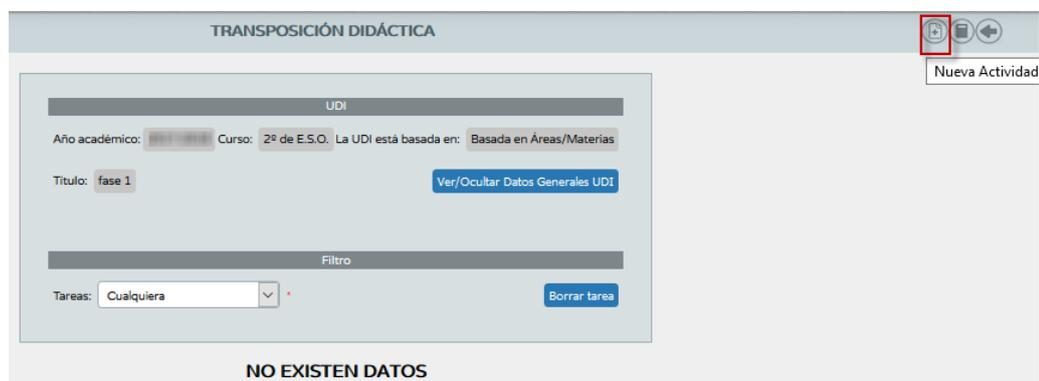 TRANSPOSICIÓN DIDÁCTICA
Nueva Actividad
UDI
Año académico: Curso: 2º de E.S.O. La UDI está basada en: Basada en Áreas/Materias
Título: fase 1 Ver/Ocultar Datos Generales UDI
Filtro
Tareas: Cualquiera * Borrar tarea
NO EXISTEN DATOS